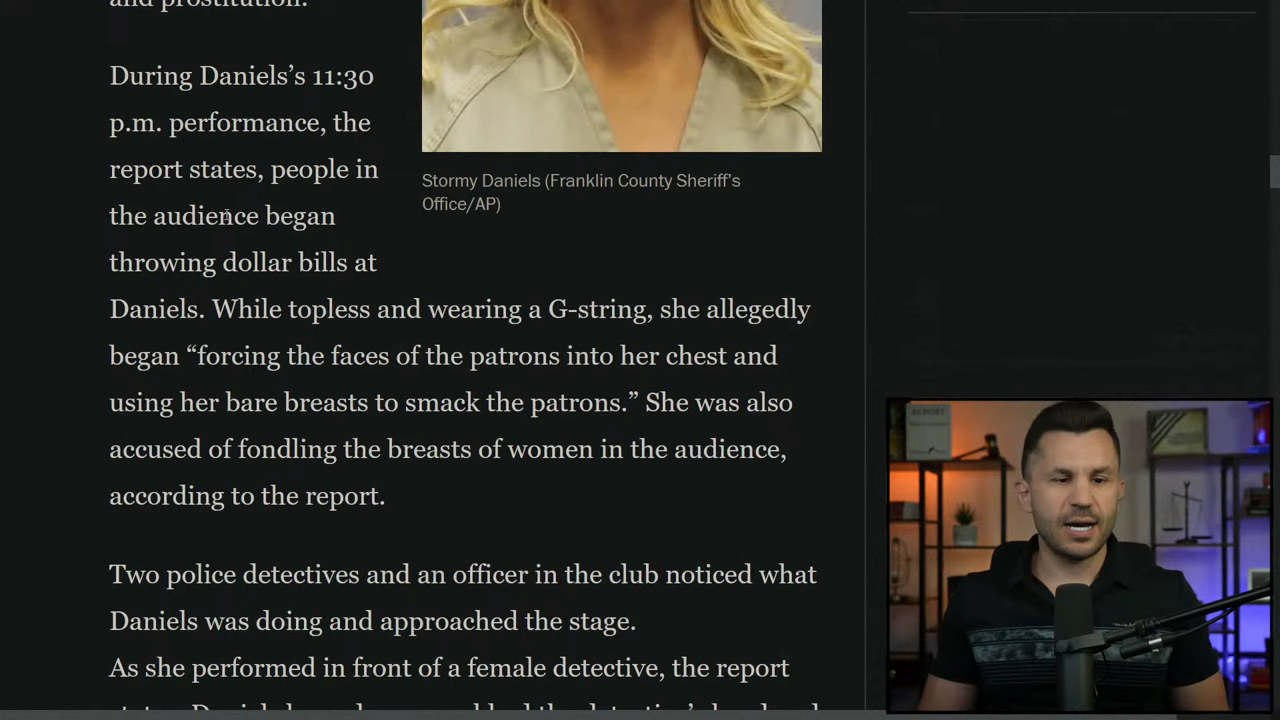 and prostitution.
During Daniels’s 11:30
p.m. performance, the
report states, people in
the audience began
throwing dollar bills at
Daniels. While topless and wearing a G-string, she allegedly
began “forcing the faces of the patrons into her chest and
using her bare breasts to smack the patrons.” She was also
accused of fondling the breasts of women in the audience,
according to the report.
Stormy Daniels (Franklin County Sheriff’s
Office/AP)
Two police detectives and an officer in the club noticed what
Daniels was doing and approached the stage.
As she performed in front of a female detective, the report
REPORT